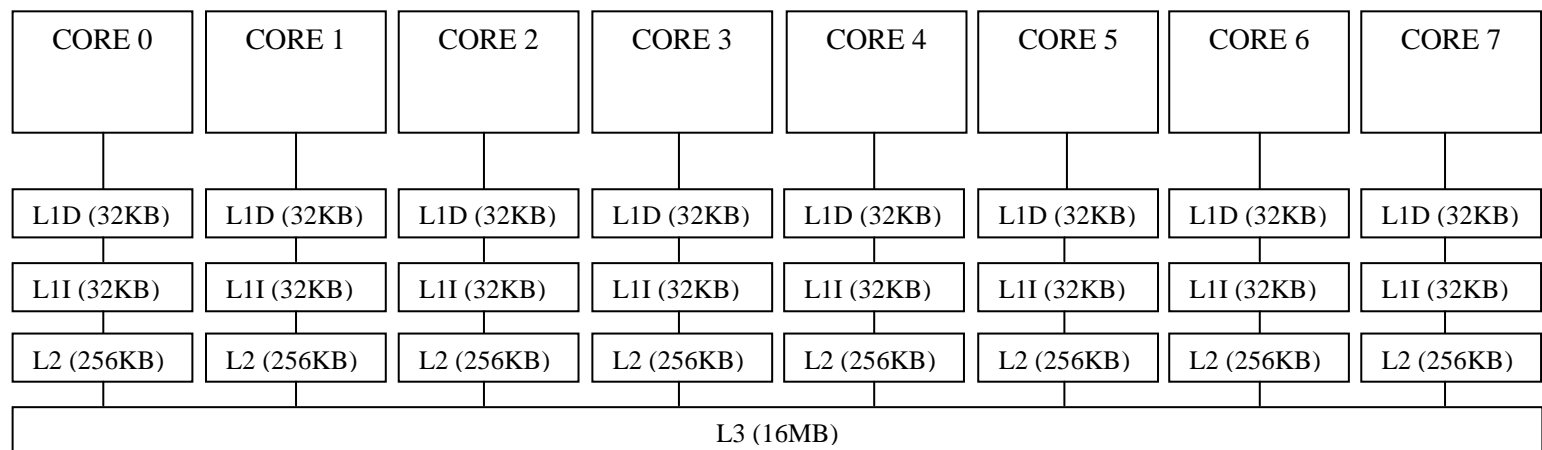 CORE 0 CORE 1 CORE 2 CORE 3 CORE 4 CORE 5 CORE 6 CORE 7
L1D (32KB) L1D (32KB) L1D (32KB) L1D (32KB) L1D (32KB) L1D (32KB) L1D (32KB) L1D (32KB)
L1I (32KB) L1I (32KB) L1I (32KB) L1I (32KB) L1I (32KB) L1I (32KB) L1I (32KB) L1I (32KB)
L2 (256KB) L2 (256KB) L2 (256KB) L2 (256KB) L2 (256KB) L2 (256KB) L2 (256KB) L2 (256KB)
L3 (16MB)